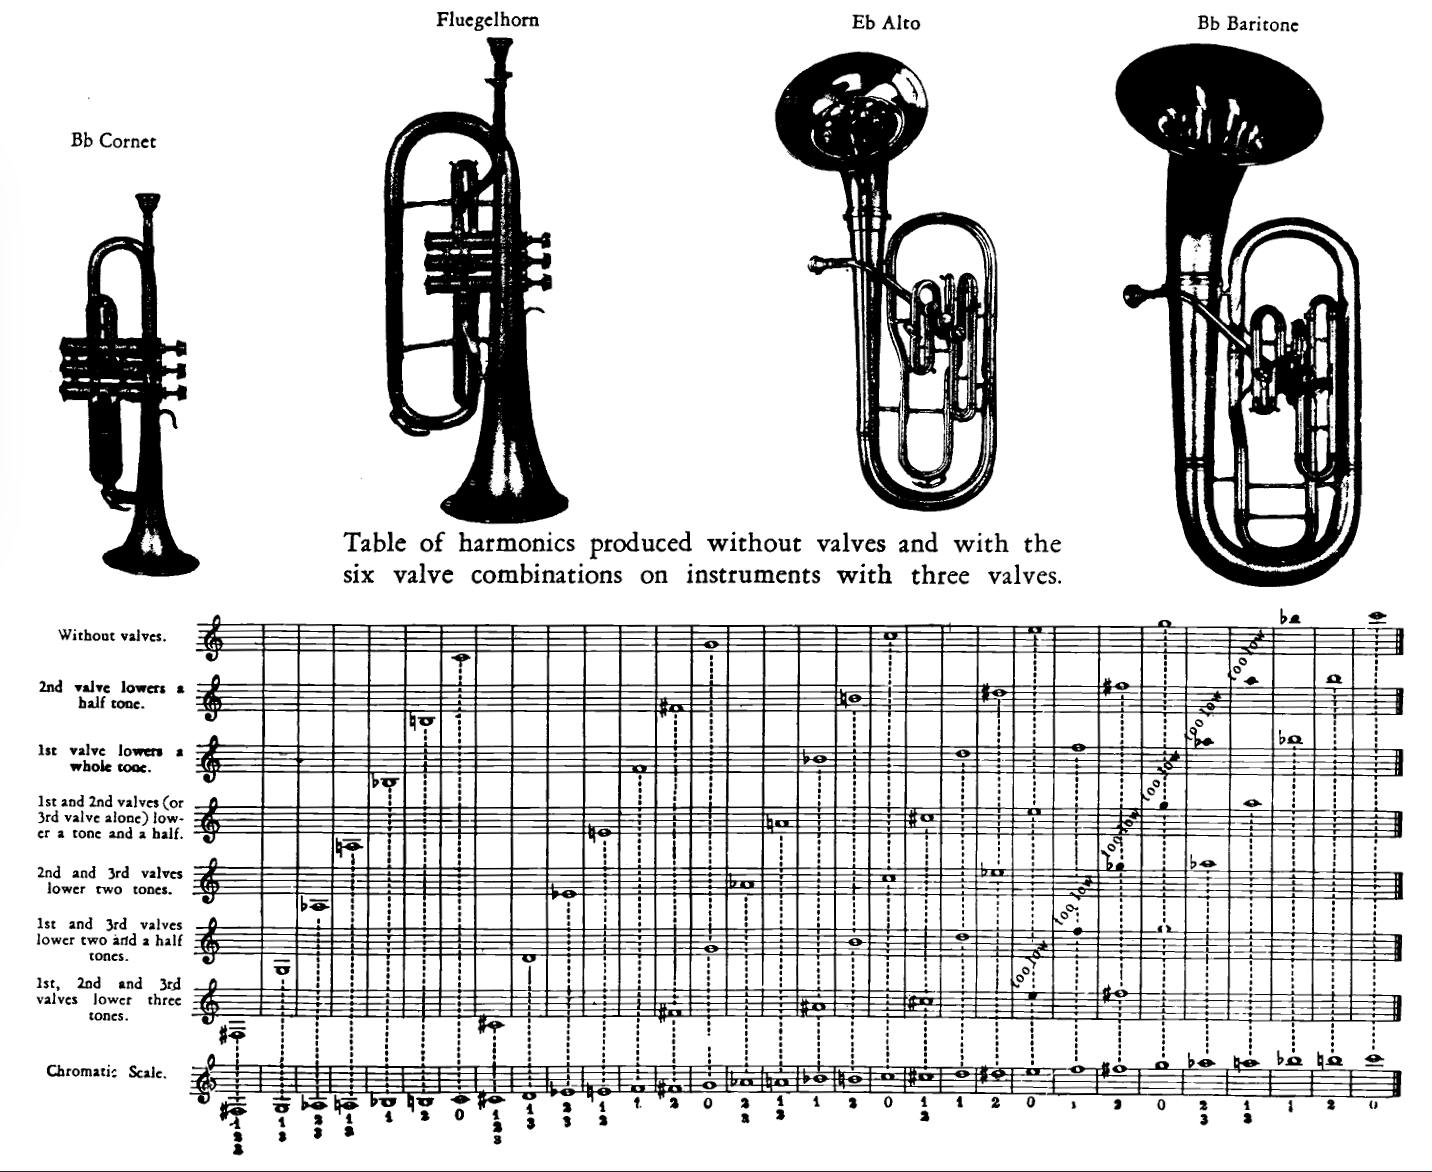 Fluegelhorn
Eb Alto
Bb Baritone
Bb Cornet
Table of harmonics produced without valves and with the
six valve combinations on instruments with three valves.
Without valves.
2nd valve lowers a
half tone.
1st valve lowers a
whole tone.
1st and 2nd valves (or
3rd valve alone) low-
er a tone and a half.
2nd and 3rd valves
lower two tones.
1st and 3rd valves
lower two and a half
tones.
1st, 2nd and 3rd
valves lower three
tones.
too low
too low
too low
too low
too low
too low
Chromatic Scale.
1 1 2 1 1 2 0 1 1 2 1 1 2 0 2 1 1 2 0 1 1 2 0 1 2 0 2 1 1 2 0
2 3 3 2 2 3 3 2 3 2 2 3 2
3 3